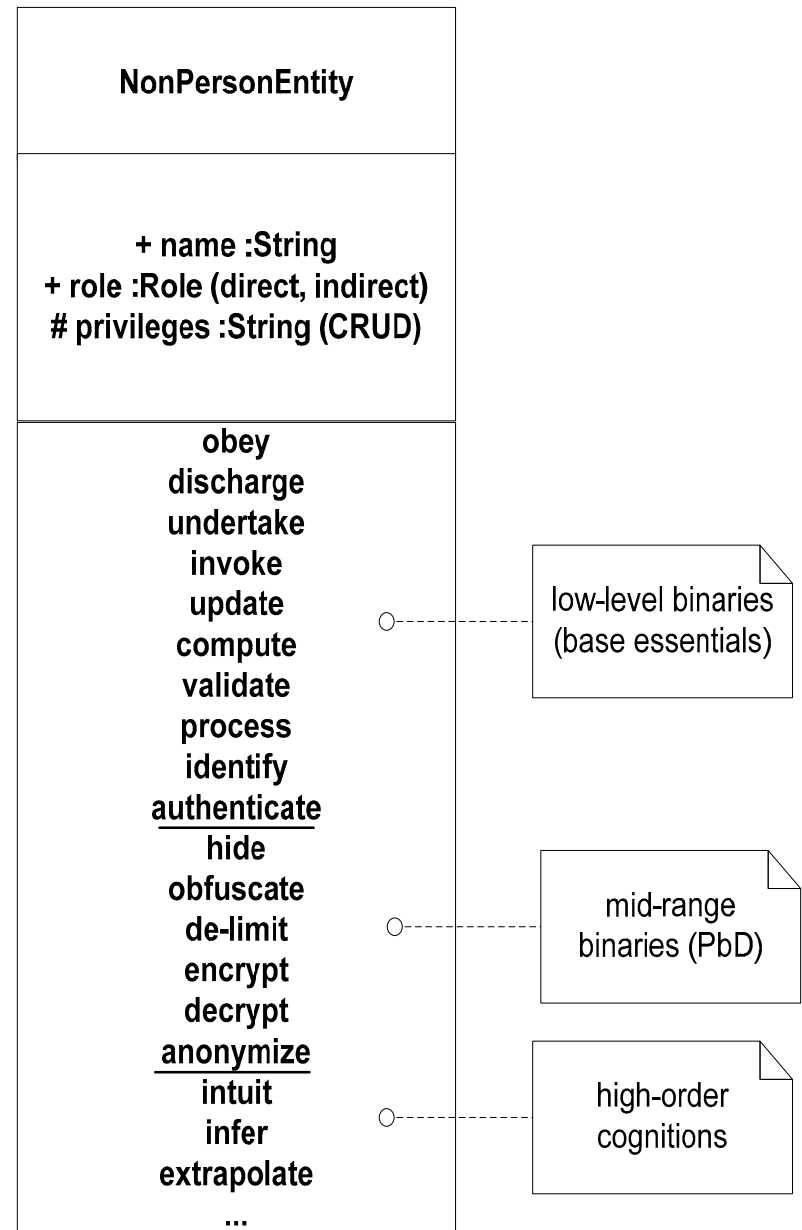 NonPersonEntity
+ name :String
+ role :Role (direct, indirect)
# privileges :String (CRUD)
obey
discharge
undertake
invoke
update
compute
validate
process
identify
authenticate
hide
obfuscate
de-limit
encrypt
decrypt
anonymize
intuit
infer
extrapolate
...
low-level binaries
(base essentials)
mid-range
binaries (PbD)
high-order
cognitions